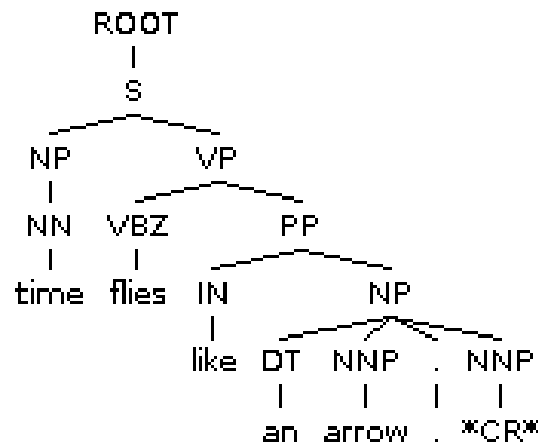 ROOT
S
NP VP
NN VBZ PP
time flies IN NP
like DT NNP . NNP
an arrow . *CR*